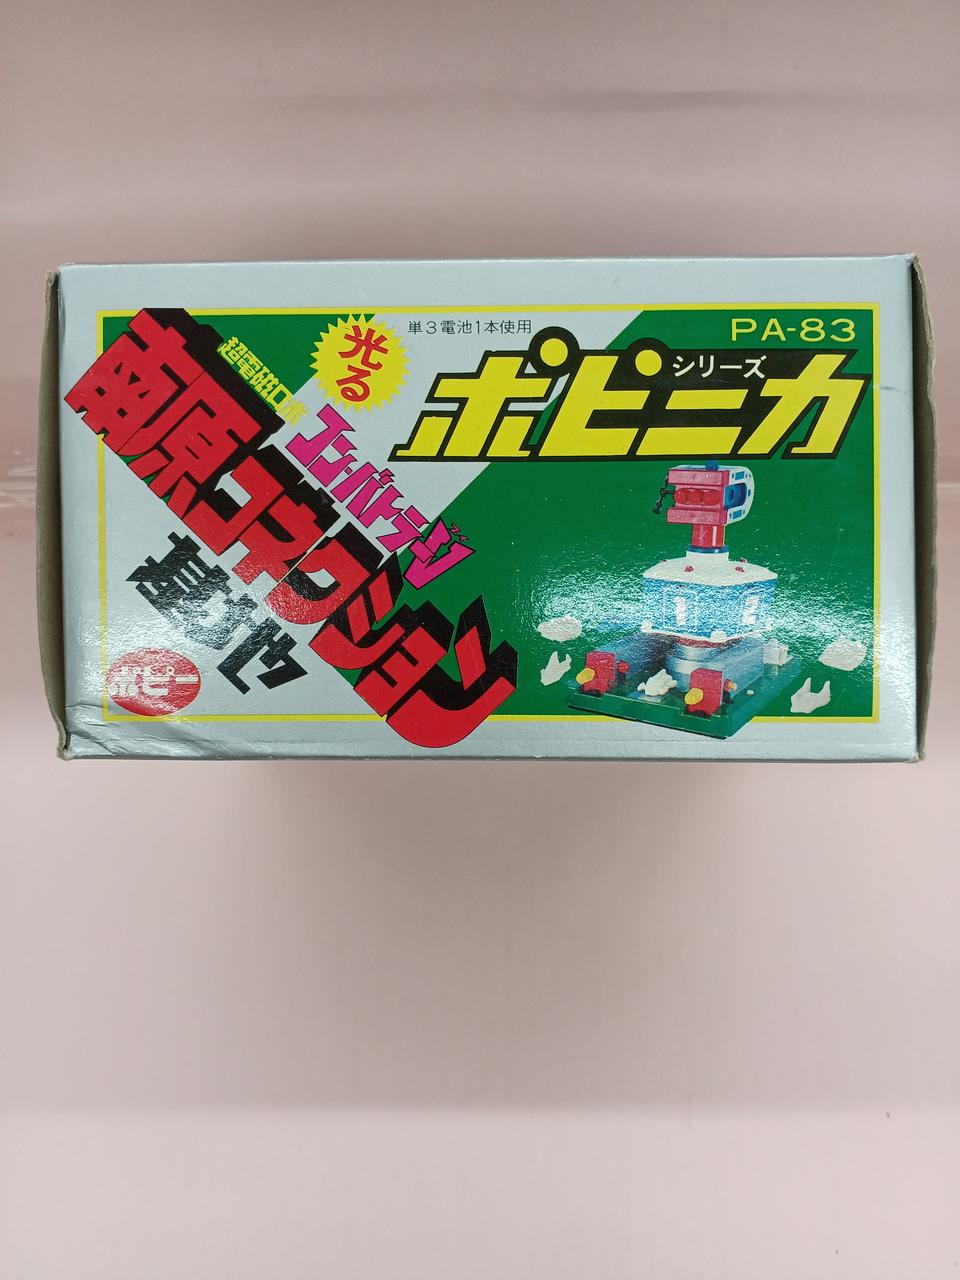 光る
単3電池1本使用
PA-83
ポピニカ
シリーズ
超電磁ロボ
コン・バトラーV
ブイ
南原コネクション
ポピー